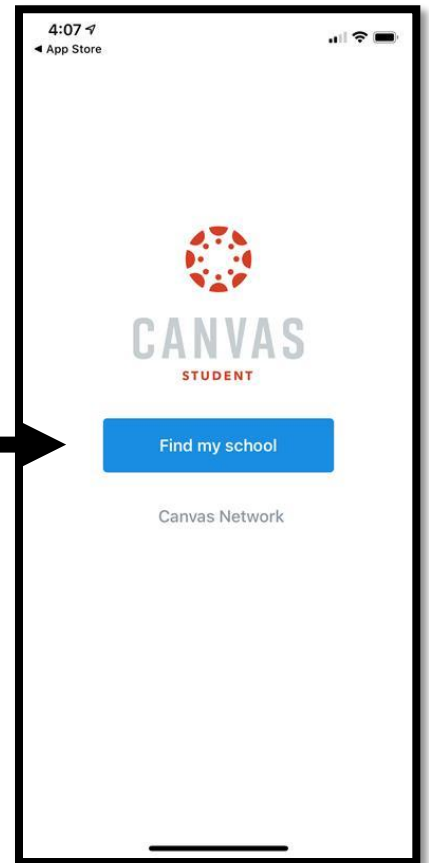 4:07
◄ App Store
CANVAS
STUDENT
Find my school
Canvas Network